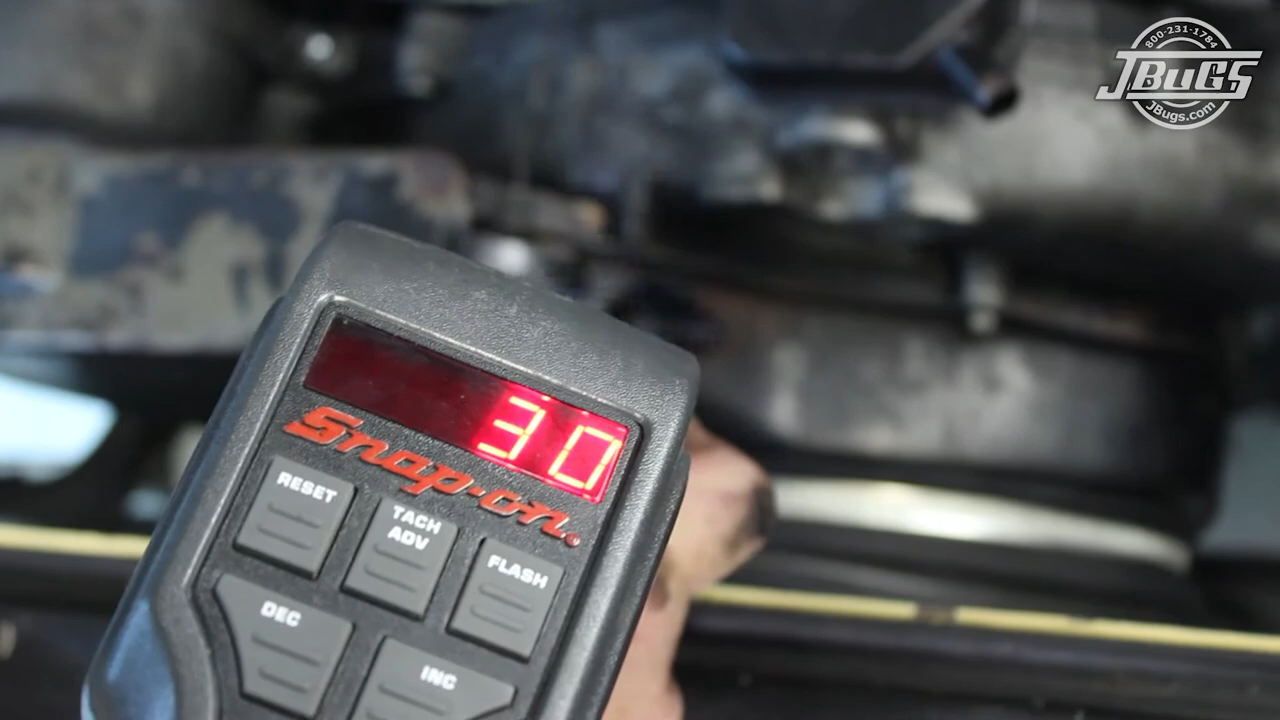 800-231-1784
JBUGS
JBugs.com
30
Snap-on®
RESET
TACH
ADV
FLASH
DEC
INC